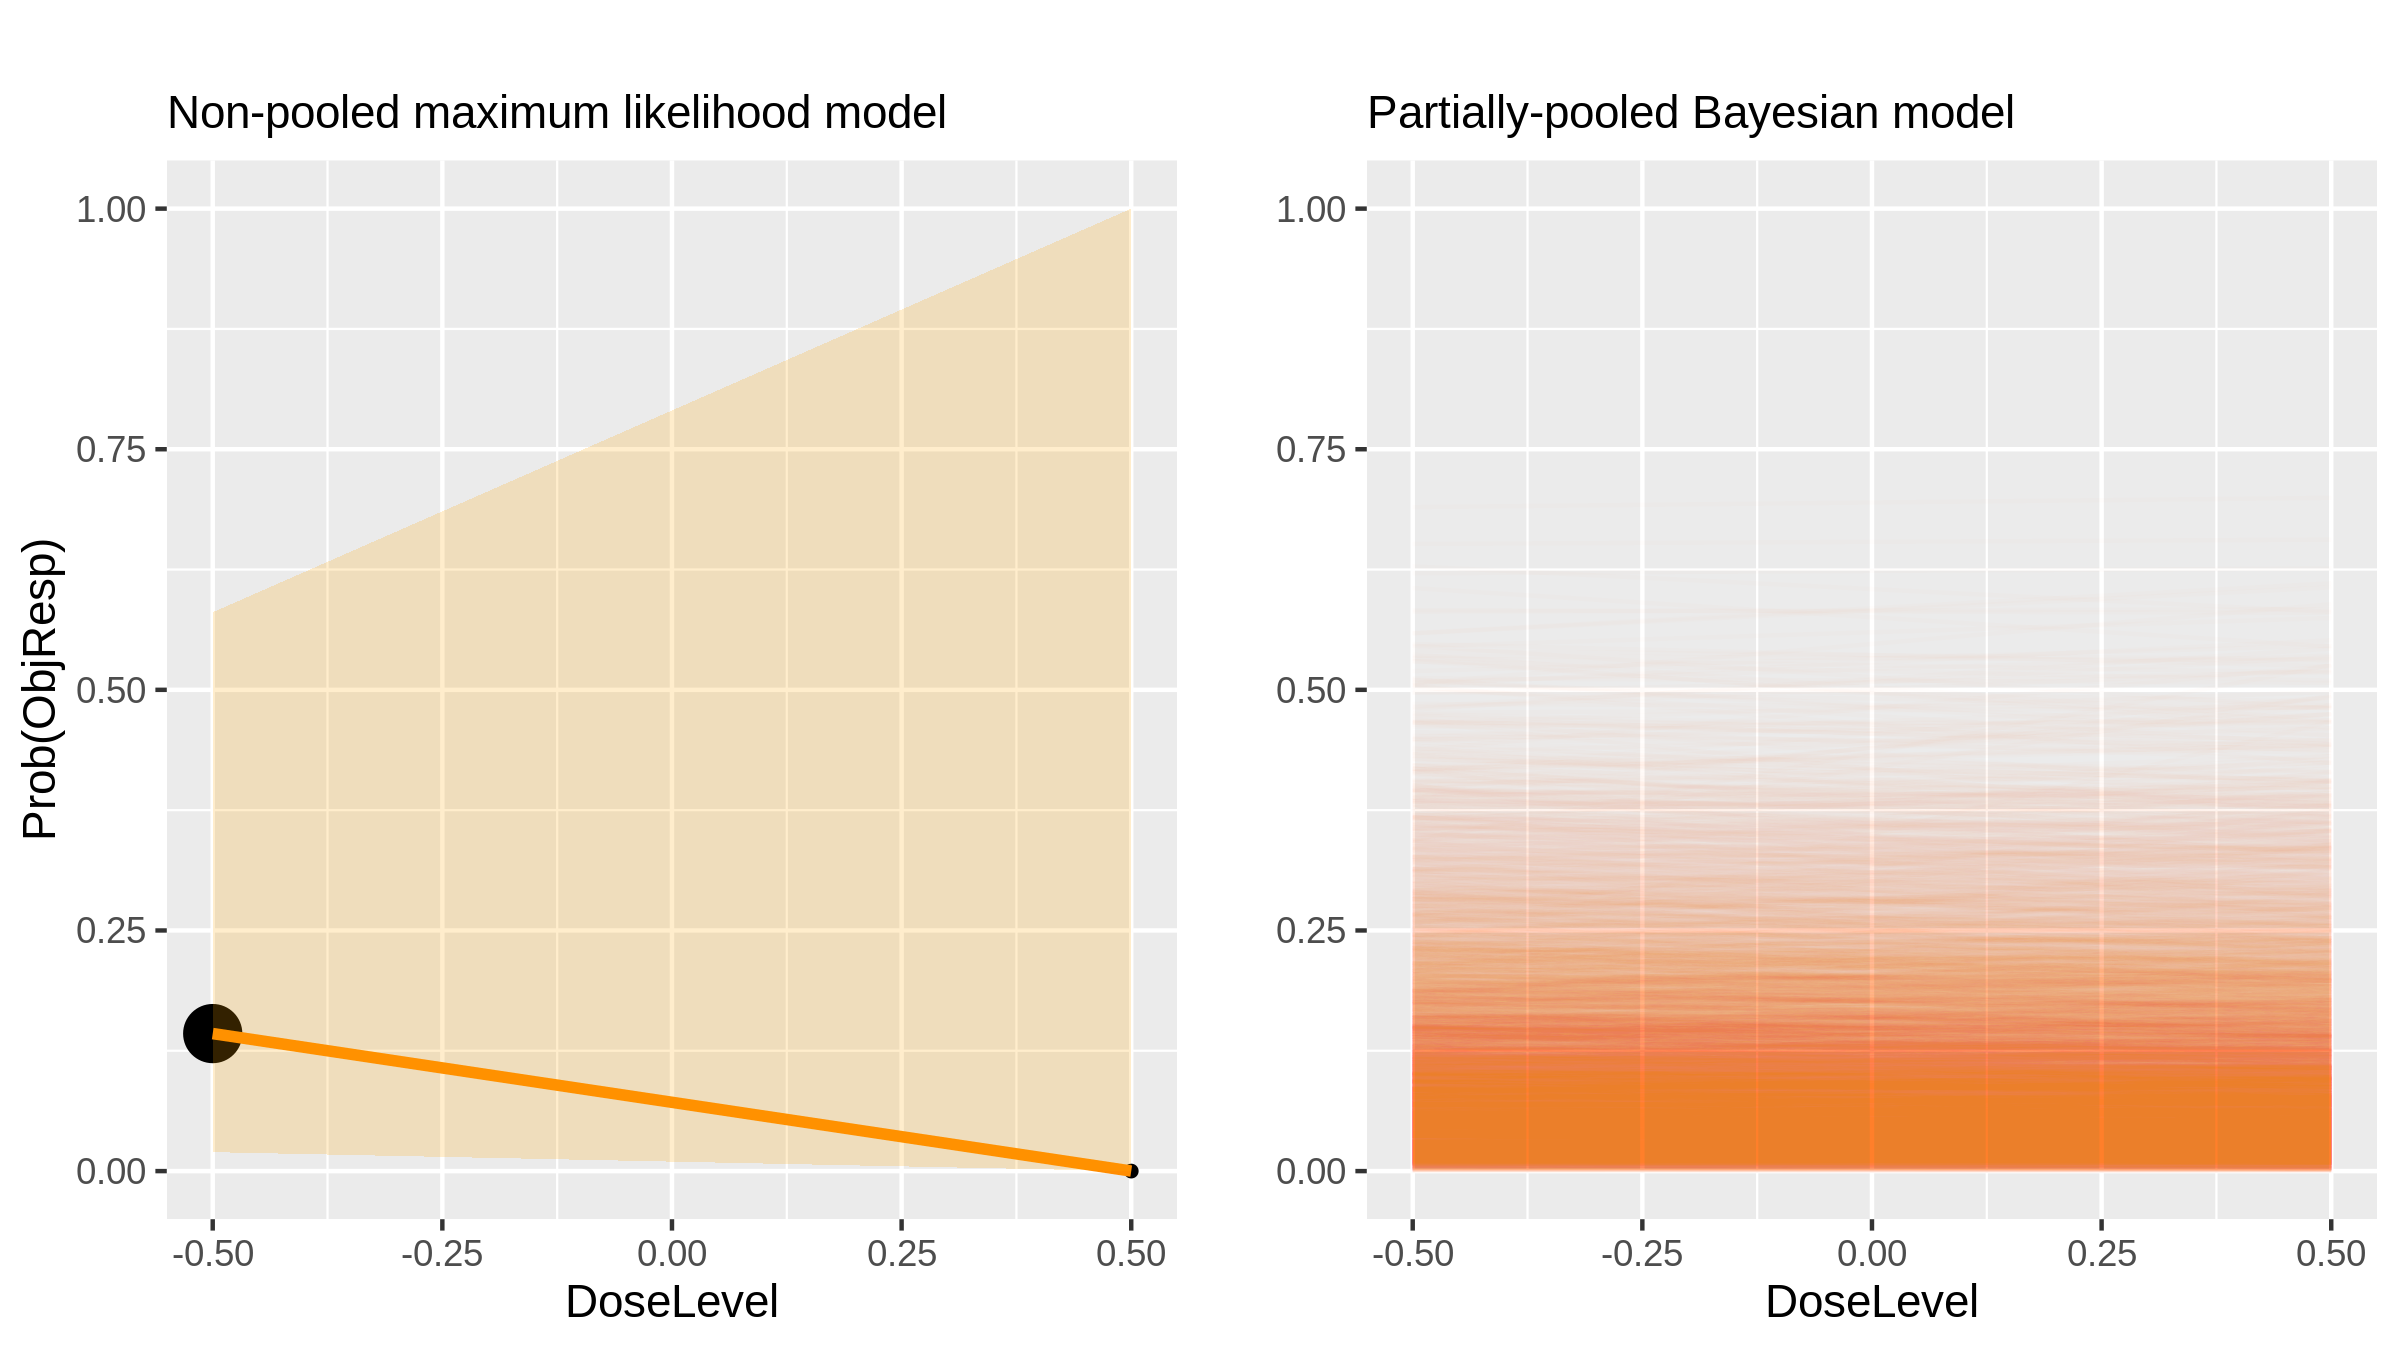 Non-pooled maximum likelihood model
Partially-pooled Bayesian model
Prob(ObjResp)
1.00
0.75
0.50
0.25
0.00
-0.50 -0.25 0.00 0.25 0.50
DoseLevel
1.00
0.75
0.50
0.25
0.00
-0.50 -0.25 0.00 0.25 0.50
DoseLevel